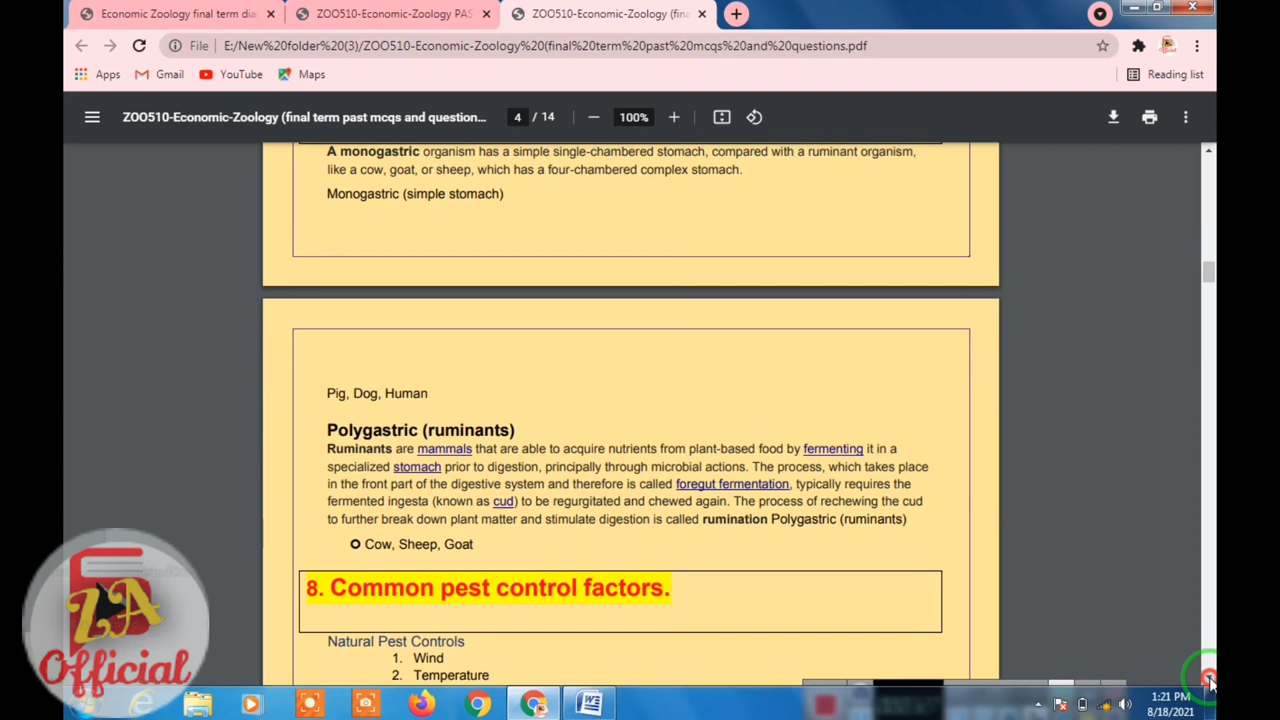 Economic Zoology final term dia
ZOO510-Economic-Zoology PAS
ZOO510-Economic-Zoology (fina
File
E:/New%20folder%20(3)/ZOO510-Economic-Zoology%20(final%20term%20past%20mcqs%20and%20questions.pdf
Apps
Gmail
YouTube
Maps
Reading list
ZOO510-Economic-Zoology (final term past mcqs and question...
4 / 14
100%
A monogastric organism has a simple single-chambered stomach, compared with a ruminant organism,
like a cow, goat, or sheep, which has a four-chambered complex stomach.
Monogastric (simple stomach)
Pig, Dog, Human
Polygastric (ruminants)
Ruminants are mammals that are able to acquire nutrients from plant-based food by fermenting it in a
specialized stomach prior to digestion, principally through microbial actions. The process, which takes place
in the front part of the digestive system and therefore is called foregut fermentation, typically requires the
fermented ingesta (known as cud) to be regurgitated and chewed again. The process of rechewing the cud
to further break down plant matter and stimulate digestion is called rumination Polygastric (ruminants)
Cow, Sheep, Goat
8. Common pest control factors.
Natural Pest Controls
1. Wind
2. Temperature
ZA
Official
1:21 PM
8/18/2021